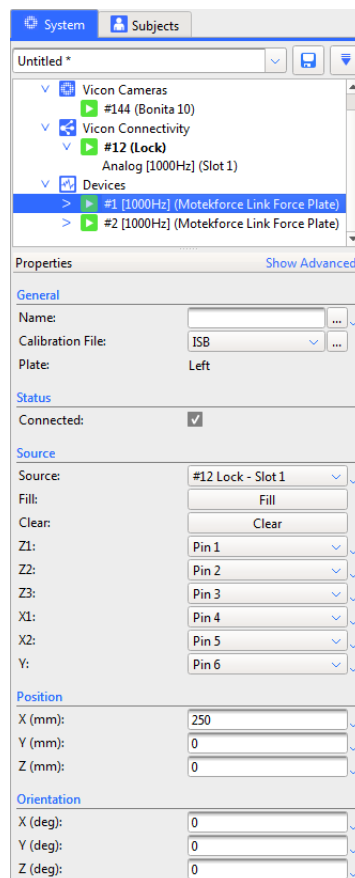 System Subjects
Untitled *
Vicon Cameras
#144 (Bonita 10)
Vicon Connectivity
#12 (Lock)
Analog [1000Hz] (Slot 1)
Devices
#1 [1000Hz] (Motekforce Link Force Plate)
#2 [1000Hz] (Motekforce Link Force Plate)
Properties Show Advanced
General
Name: ...
Calibration File: ISB ...
Plate: Left
Status
Connected:
Source
Source: #12 Lock - Slot 1
Fill: Fill
Clear: Clear
Z1: Pin 1
Z2: Pin 2
Z3: Pin 3
X1: Pin 4
X2: Pin 5
Y: Pin 6
Position
X (mm): 250
Y (mm): 0
Z (mm): 0
Orientation
X (deg): 0
Y (deg): 0
Z (deg): 0